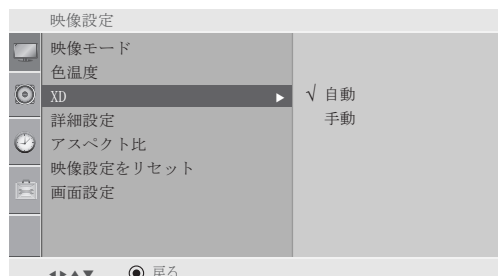 映像設定
映像モード
色温度
XD ▶
√ 自動
手動
詳細設定
アスペクト比
映像設定をリセット
画面設定
◀▶▲▼ ◉ 戻る